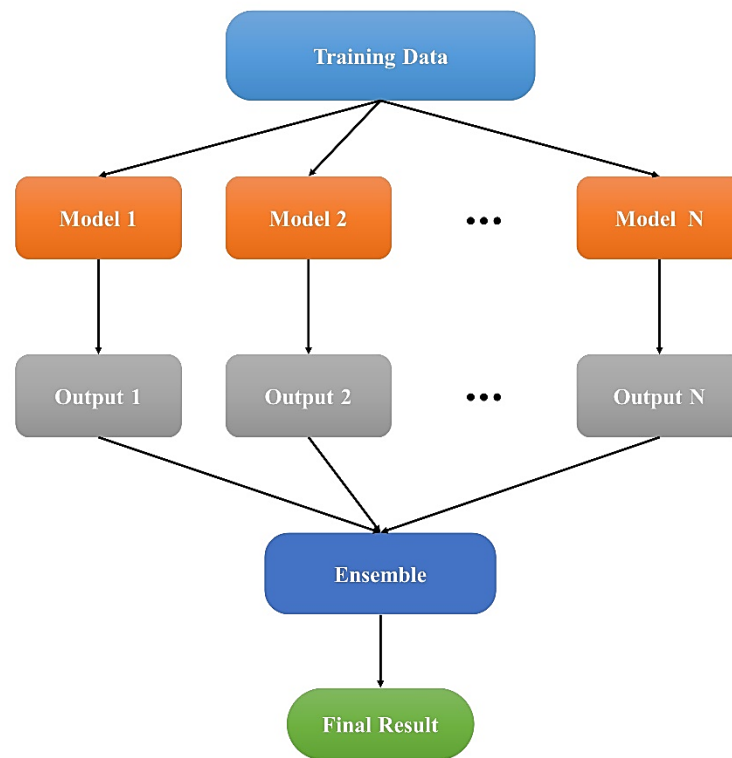 Training Data
Model 1
Model 2
...
Model N
Output 1
Output 2
...
Output N
Ensemble
Final Result